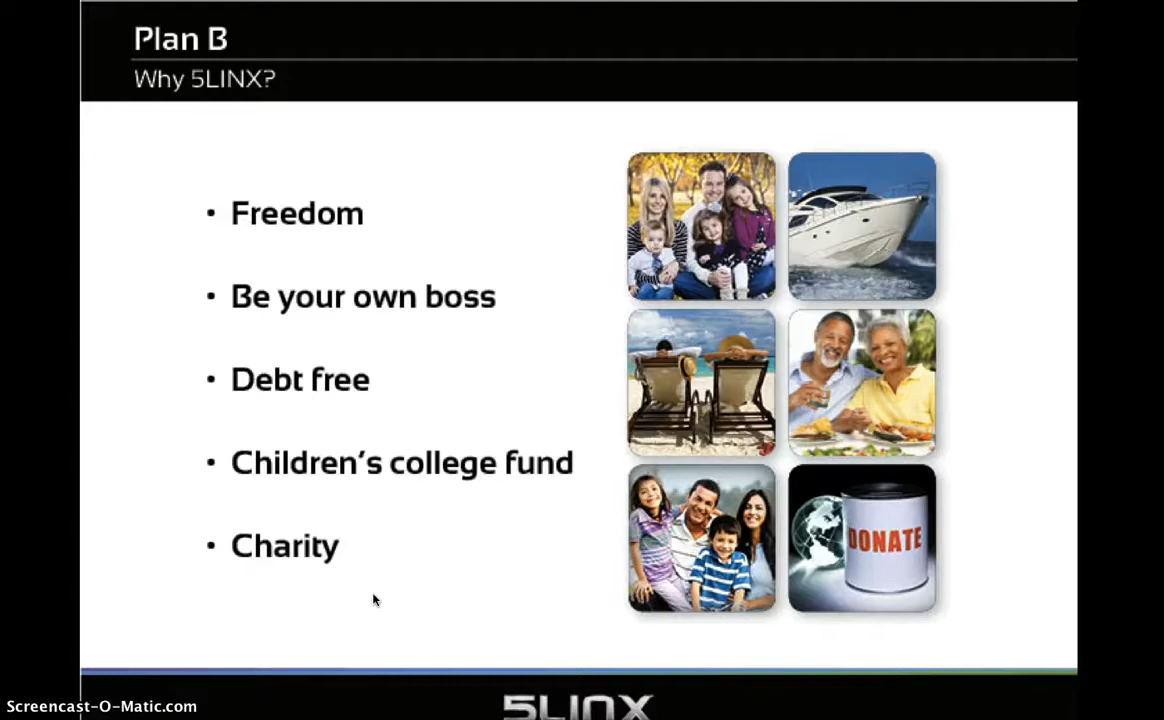 Plan B
Why 5LINX?
• Freedom
• Be your own boss
• Debt free
• Children's college fund
• Charity
DONATE
5LINX
Screencast-O-Matic.com